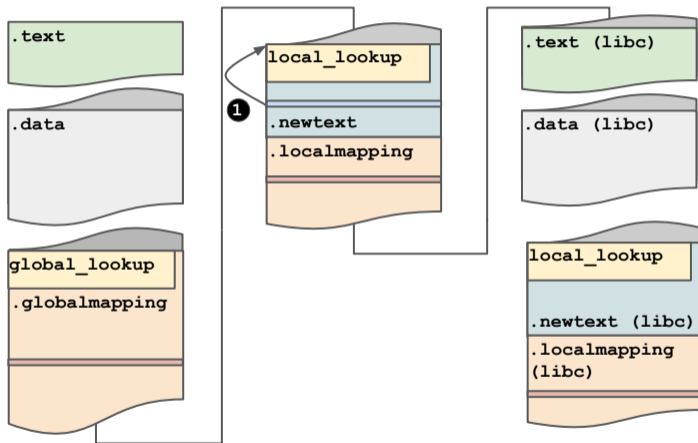 .text
.data
global_lookup
.globalmapping
local_lookup
1
.newtext
.localmapping
.text (libc)
.data (libc)
local_lookup
.newtext (libc)
.localmapping
(libc)